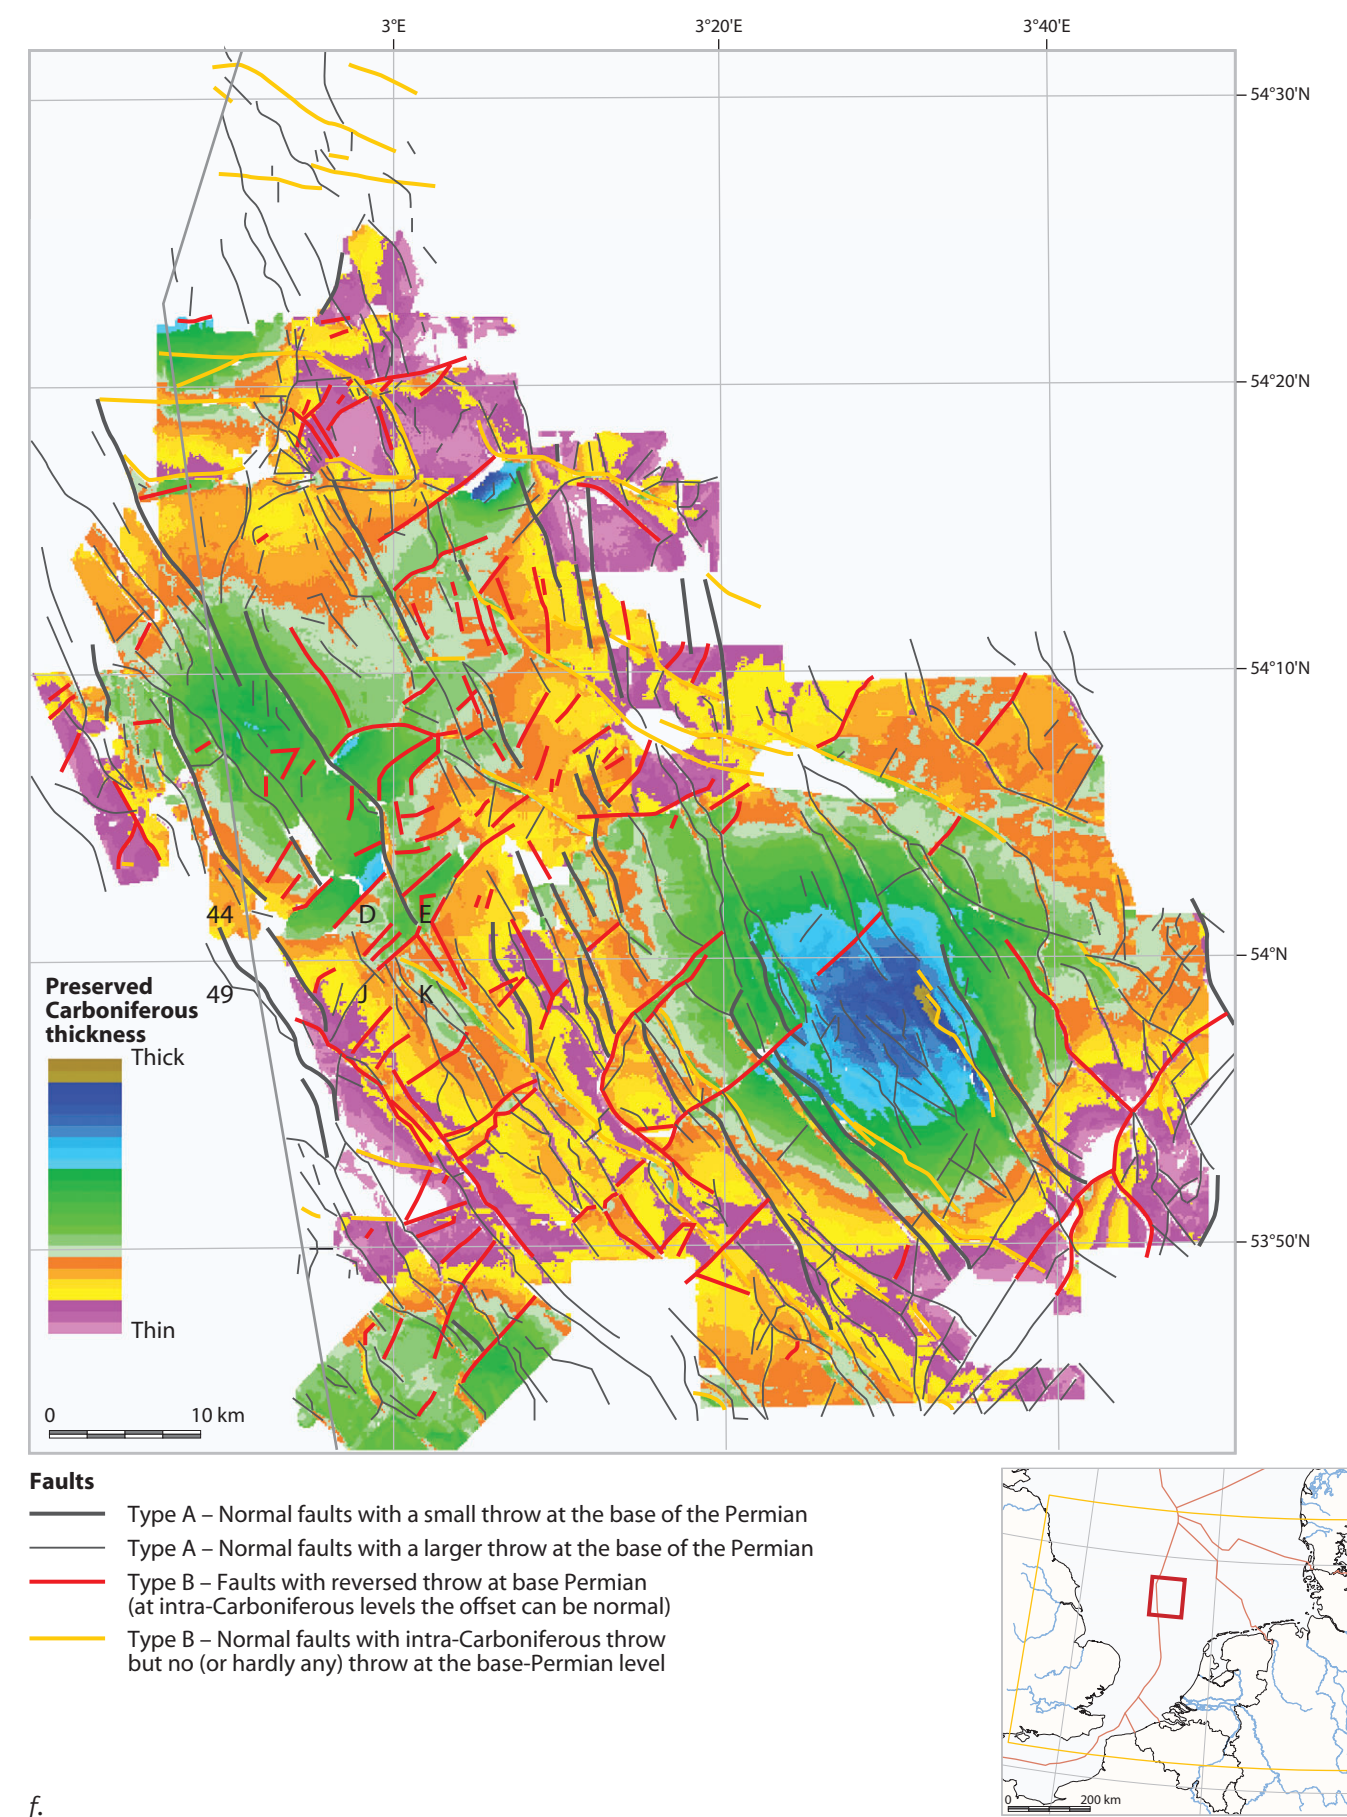 3°E
3°20'E
3°40'E
54°30'N
54°20'N
54°10'N
44
D
E
54°N
49
J
K
Preserved
Carboniferous
thickness
Thick
53°50'N
Thin
0
10 km
Faults
Type A – Normal faults with a small throw at the base of the Permian
Type A – Normal faults with a larger throw at the base of the Permian
Type B – Faults with reversed throw at base Permian
(at intra-Carboniferous levels the offset can be normal)
Type B – Normal faults with intra-Carboniferous throw
but no (or hardly any) throw at the base-Permian level
0
200 km
f.